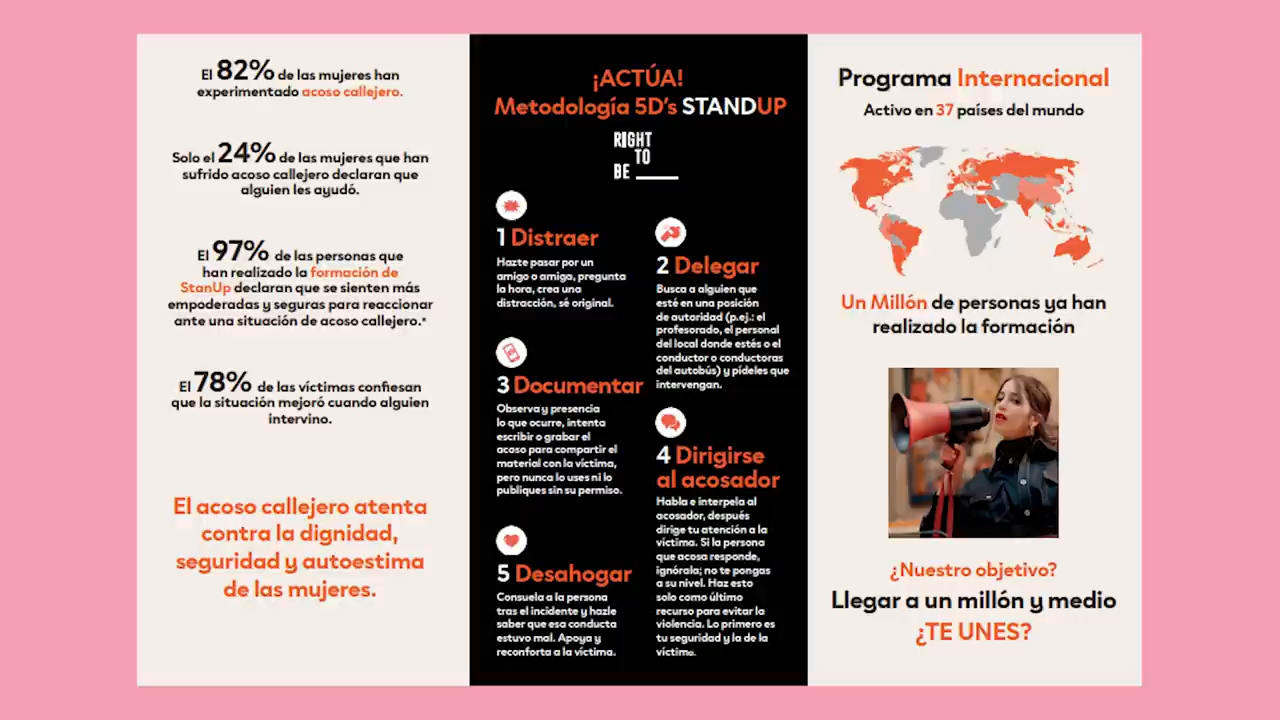 El 82% de las mujeres han
experimentado acoso callejero.
Solo el 24% de las mujeres que han
sufrido acoso callejero declaran que
alguien les ayudó.
El 97% de las personas que
han realizado la formación de
StanUp declaran que se sienten más
empoderadas y seguras para reaccionar
ante una situación de acoso callejero.*
El 78% de las víctimas confiesan
que la situación mejoró cuando alguien
intervino.
El acoso callejero atenta
contra la dignidad,
seguridad y autoestima
de las mujeres.
¡ACTÚA!
Metodología 5D's STANDUP
RIGHT
TO
BE
1 Distraer
Hazte pasar por un
amigo o amiga, pregunta
la hora, crea una
distracción, sé original.
2 Delegar
Busca a alguien que
esté en una posición
de autoridad (p.ej.: el
profesorado, el personal
del local donde estés o el
conductor o conductoras
del autobús) y pídeles que
intervengan.
3 Documentar
Observa y presencia
lo que ocurre, intenta
escribir o grabar el
acoso para compartir el
material con la víctima,
pero nunca lo uses ni lo
publiques sin su permiso.
4 Dirigirse
al acosador
Habla e interpela al
acosador, después
dirige tu atención a la
víctima. Si la persona
que acosa responde,
ignórala; no te pongas
a su nivel. Haz esto
solo como último
recurso para evitar la
violencia. Lo primero es
tu seguridad y la de la
víctima.
5 Desahogar
Consuela a la persona
tras el incidente y hazle
saber que esa conducta
estuvo mal. Apoya y
reconforta a la víctima.
Programa Internacional
Activo en 37 países del mundo
Un Millón de personas ya han
realizado la formación
¿Nuestro objetivo?
Llegar a un millón y medio
¿TE UNES?